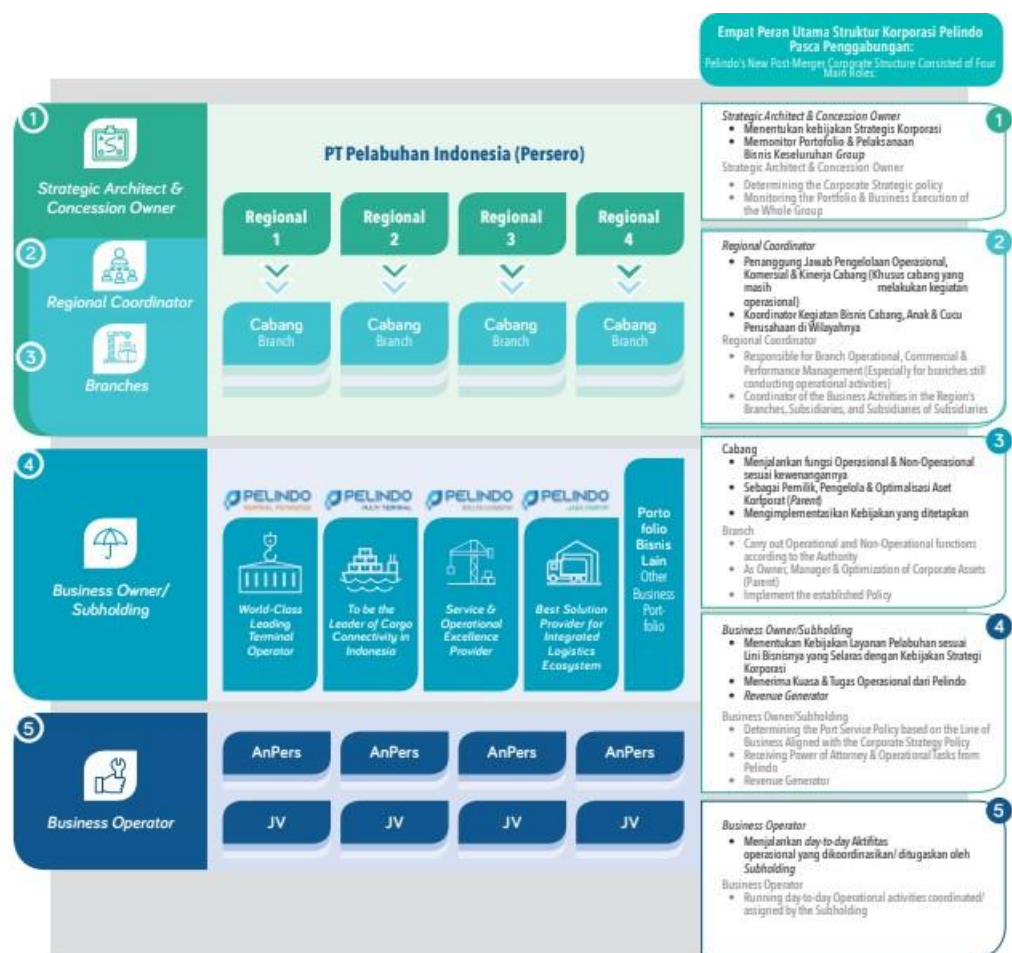 Empat Peran Utama Struktur Korporasi Pelindo
Pasca Penggabungan:
Pelindo's New Post-Merger Corporate Structure Consisted of Four
Main Roles:
1
Strategic Architect &
Concession Owner
2
Regional Coordinator
3
Branches
PT Pelabuhan Indonesia (Persero)
Regional
1
Regional
2
Regional
3
Regional
4
Cabang
Branch
Cabang
Branch
Cabang
Branch
Cabang
Branch
4
Business Owner/
Subholding
PELINDO
World-Class
Leading
Terminal
Operator
PELINDO
MULTI TERMINAL
To be the
Leader of Cargo
Connectivity in
Indonesia
PELINDO
Service &
Operational
Excellence
Provider
PELINDO
Best Solution
Provider for
Integrated
Logistics
Ecosystem
Porto
folio
Bisnis
Lain
Other
Business
Port-
folio
5
Business Operator
AnPers
AnPers
AnPers
AnPers
JV
JV
JV
JV
1
Strategic Architect & Concession Owner
• Menentukan kebijakan Strategis Korporasi
• Memonitor Portofolio & Pelaksanaan
Bisnis Keseluruhan Group
Strategic Architect & Concession Owner
• Determining the Corporate Strategic policy
• Monitoring the Portfolio & Business Execution of
the Whole Group
2
Regional Coordinator
• Penanggung Jawab Pengelolaan Operasional,
Komersial & Kinerja Cabang (Khusus cabang yang
masih melakukan kegiatan
operasional)
• Koordinator Kegiatan Bisnis Cabang, Anak & Cucu
Perusahaan di Wilayahnya
Regional Coordinator
• Responsible for Branch Operational, Commercial &
Performance Management (Especially for branches still
conducting operational activities)
• Coordinator of the Business Activities in the Region's
Branches, Subsidiaries, and Subsidiaries of Subsidiaries
3
Cabang
• Menjalankan fungsi Operasional & Non-Operasional
sesuai kewenangannya
• Sebagai Pemilik, Pengelola & Optimalisasi Aset
Korporat (Parent)
• Mengimplementasikan Kebijakan yang ditetapkan
Branch
• Carry out Operational and Non-Operational functions
according to the Authority
• As Owner, Manager & Optimization of Corporate Assets
(Parent)
• Implement the established Policy
4
Business Owner/Subholding
• Menentukan Kebijakan Layanan Pelabuhan sesuai
Lini Bisnisnya yang Selaras dengan Kebijakan Strategi
Korporasi
• Menerima Kuasa & Tugas Operasional dari Pelindo
• Revenue Generator
Business Owner/Subholding
• Determining the Port Service Policy based on the Line of
Business Aligned with the Corporate Strategy Policy
• Receiving Power of Attorney & Operational Tasks from
Pelindo
• Revenue Generator
5
Business Operator
• Menjalankan day-to-day Aktifitas
operasional yang dikoordinasikan/ ditugaskan oleh
Subholding
Business Operator
• Running day-to-day Operational activities coordinated/
assigned by the Subholding